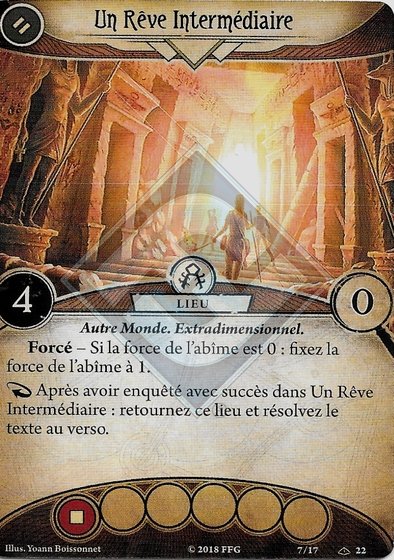 Un Rêve Intermédiaire
4
LIEU
0
Autre Monde. Extradimensionnel.
Forcé – Si la force de l'abîme est 0 : fixez la
force de l'abîme à 1.
Après avoir enquêté avec succès dans Un Rêve
Intermédiaire : retournez ce lieu et résolvez le
texte au verso.
Illus. Yoann Boissonnet
© 2018 FFG
7/17
22